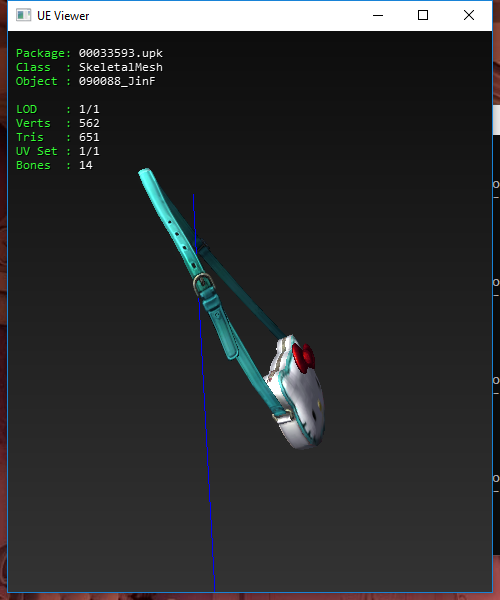 UE Viewer
Package: 00033593.upk
Class  : SkeletalMesh
Object : 090088_JinF
LOD    : 1/1
Verts  : 562
Tris   : 651
UV Set : 1/1
Bones  : 14